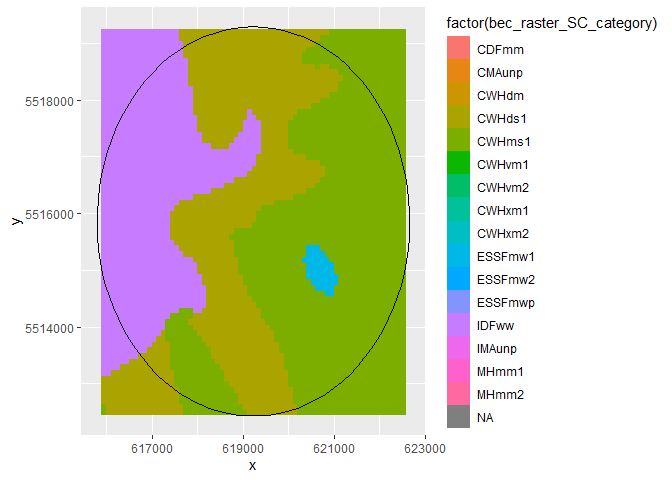 factor(bec_raster_SC_category)
CDFmm
CMAunp
CWHdm
CWHds1
CWHms1
CWHvm1
CWHvm2
CWHxm1
CWHxm2
ESSFmw1
ESSFmw2
ESSFmwp
IDFww
IMAunp
MHmm1
MHmm2
NA
y
5518000
5516000
5514000
617000
619000
621000
623000
x